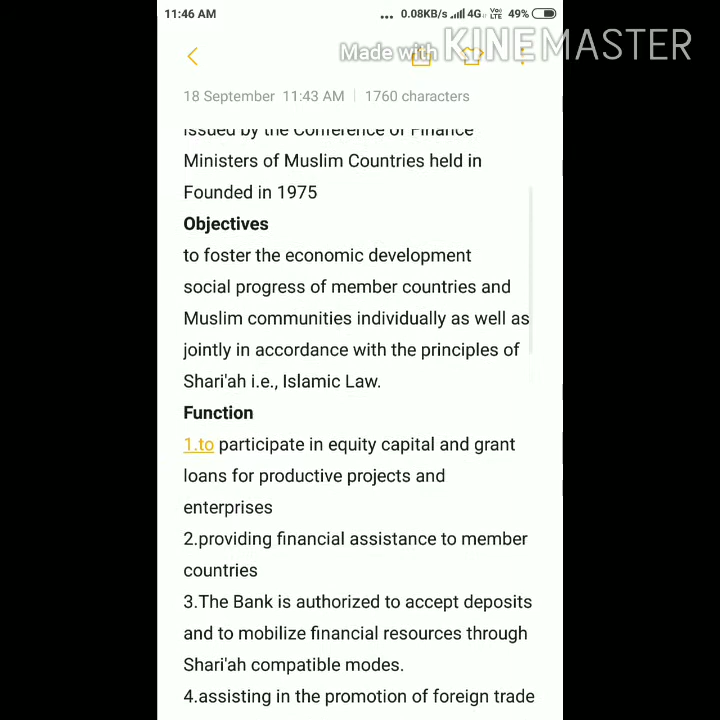 11:46 AM ... 0.08KB/s 4G Vo) LTE 49%
Made with KINEMASTER
18 September 11:43 AM | 1760 characters
issued by the Conference of Finance
Ministers of Muslim Countries held in
Founded in 1975
Objectives
to foster the economic development
social progress of member countries and
Muslim communities individually as well as
jointly in accordance with the principles of
Shari'ah i.e., Islamic Law.
Function
1.to participate in equity capital and grant
loans for productive projects and
enterprises
2.providing financial assistance to member
countries
3.The Bank is authorized to accept deposits
and to mobilize financial resources through
Shari'ah compatible modes.
4.assisting in the promotion of foreign trade